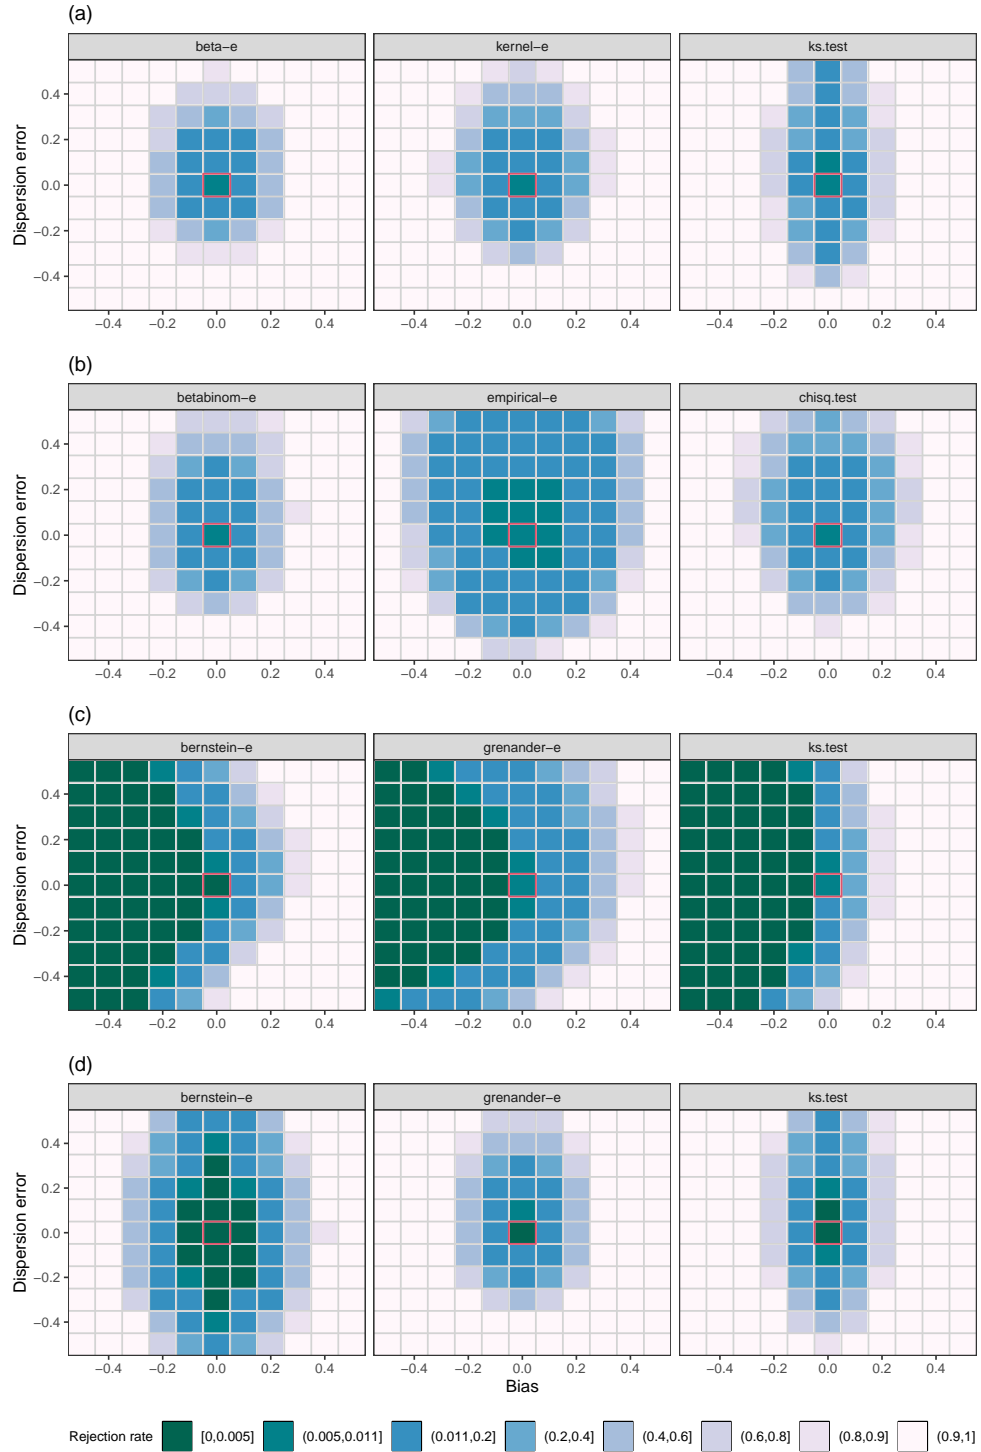 (a)
beta−e kernel−e ks.test
0.4
0.2
0.0
−0.2
−0.4
Dispersion error
−0.4 −0.2 0.0 0.2 0.4 −0.4 −0.2 0.0 0.2 0.4 −0.4 −0.2 0.0 0.2 0.4
(b)
betabinom−e empirical−e chisq.test
0.4
0.2
0.0
−0.2
−0.4
Dispersion error
−0.4 −0.2 0.0 0.2 0.4 −0.4 −0.2 0.0 0.2 0.4 −0.4 −0.2 0.0 0.2 0.4
(c)
bernstein−e grenander−e ks.test
0.4
0.2
0.0
−0.2
−0.4
Dispersion error
−0.4 −0.2 0.0 0.2 0.4 −0.4 −0.2 0.0 0.2 0.4 −0.4 −0.2 0.0 0.2 0.4
(d)
bernstein−e grenander−e ks.test
0.4
0.2
0.0
−0.2
−0.4
Dispersion error
−0.4 −0.2 0.0 0.2 0.4 −0.4 −0.2 0.0 0.2 0.4 −0.4 −0.2 0.0 0.2 0.4
Bias
Rejection rate [0,0.005] (0.005,0.011] (0.011,0.2] (0.2,0.4] (0.4,0.6] (0.6,0.8] (0.8,0.9] (0.9,1]